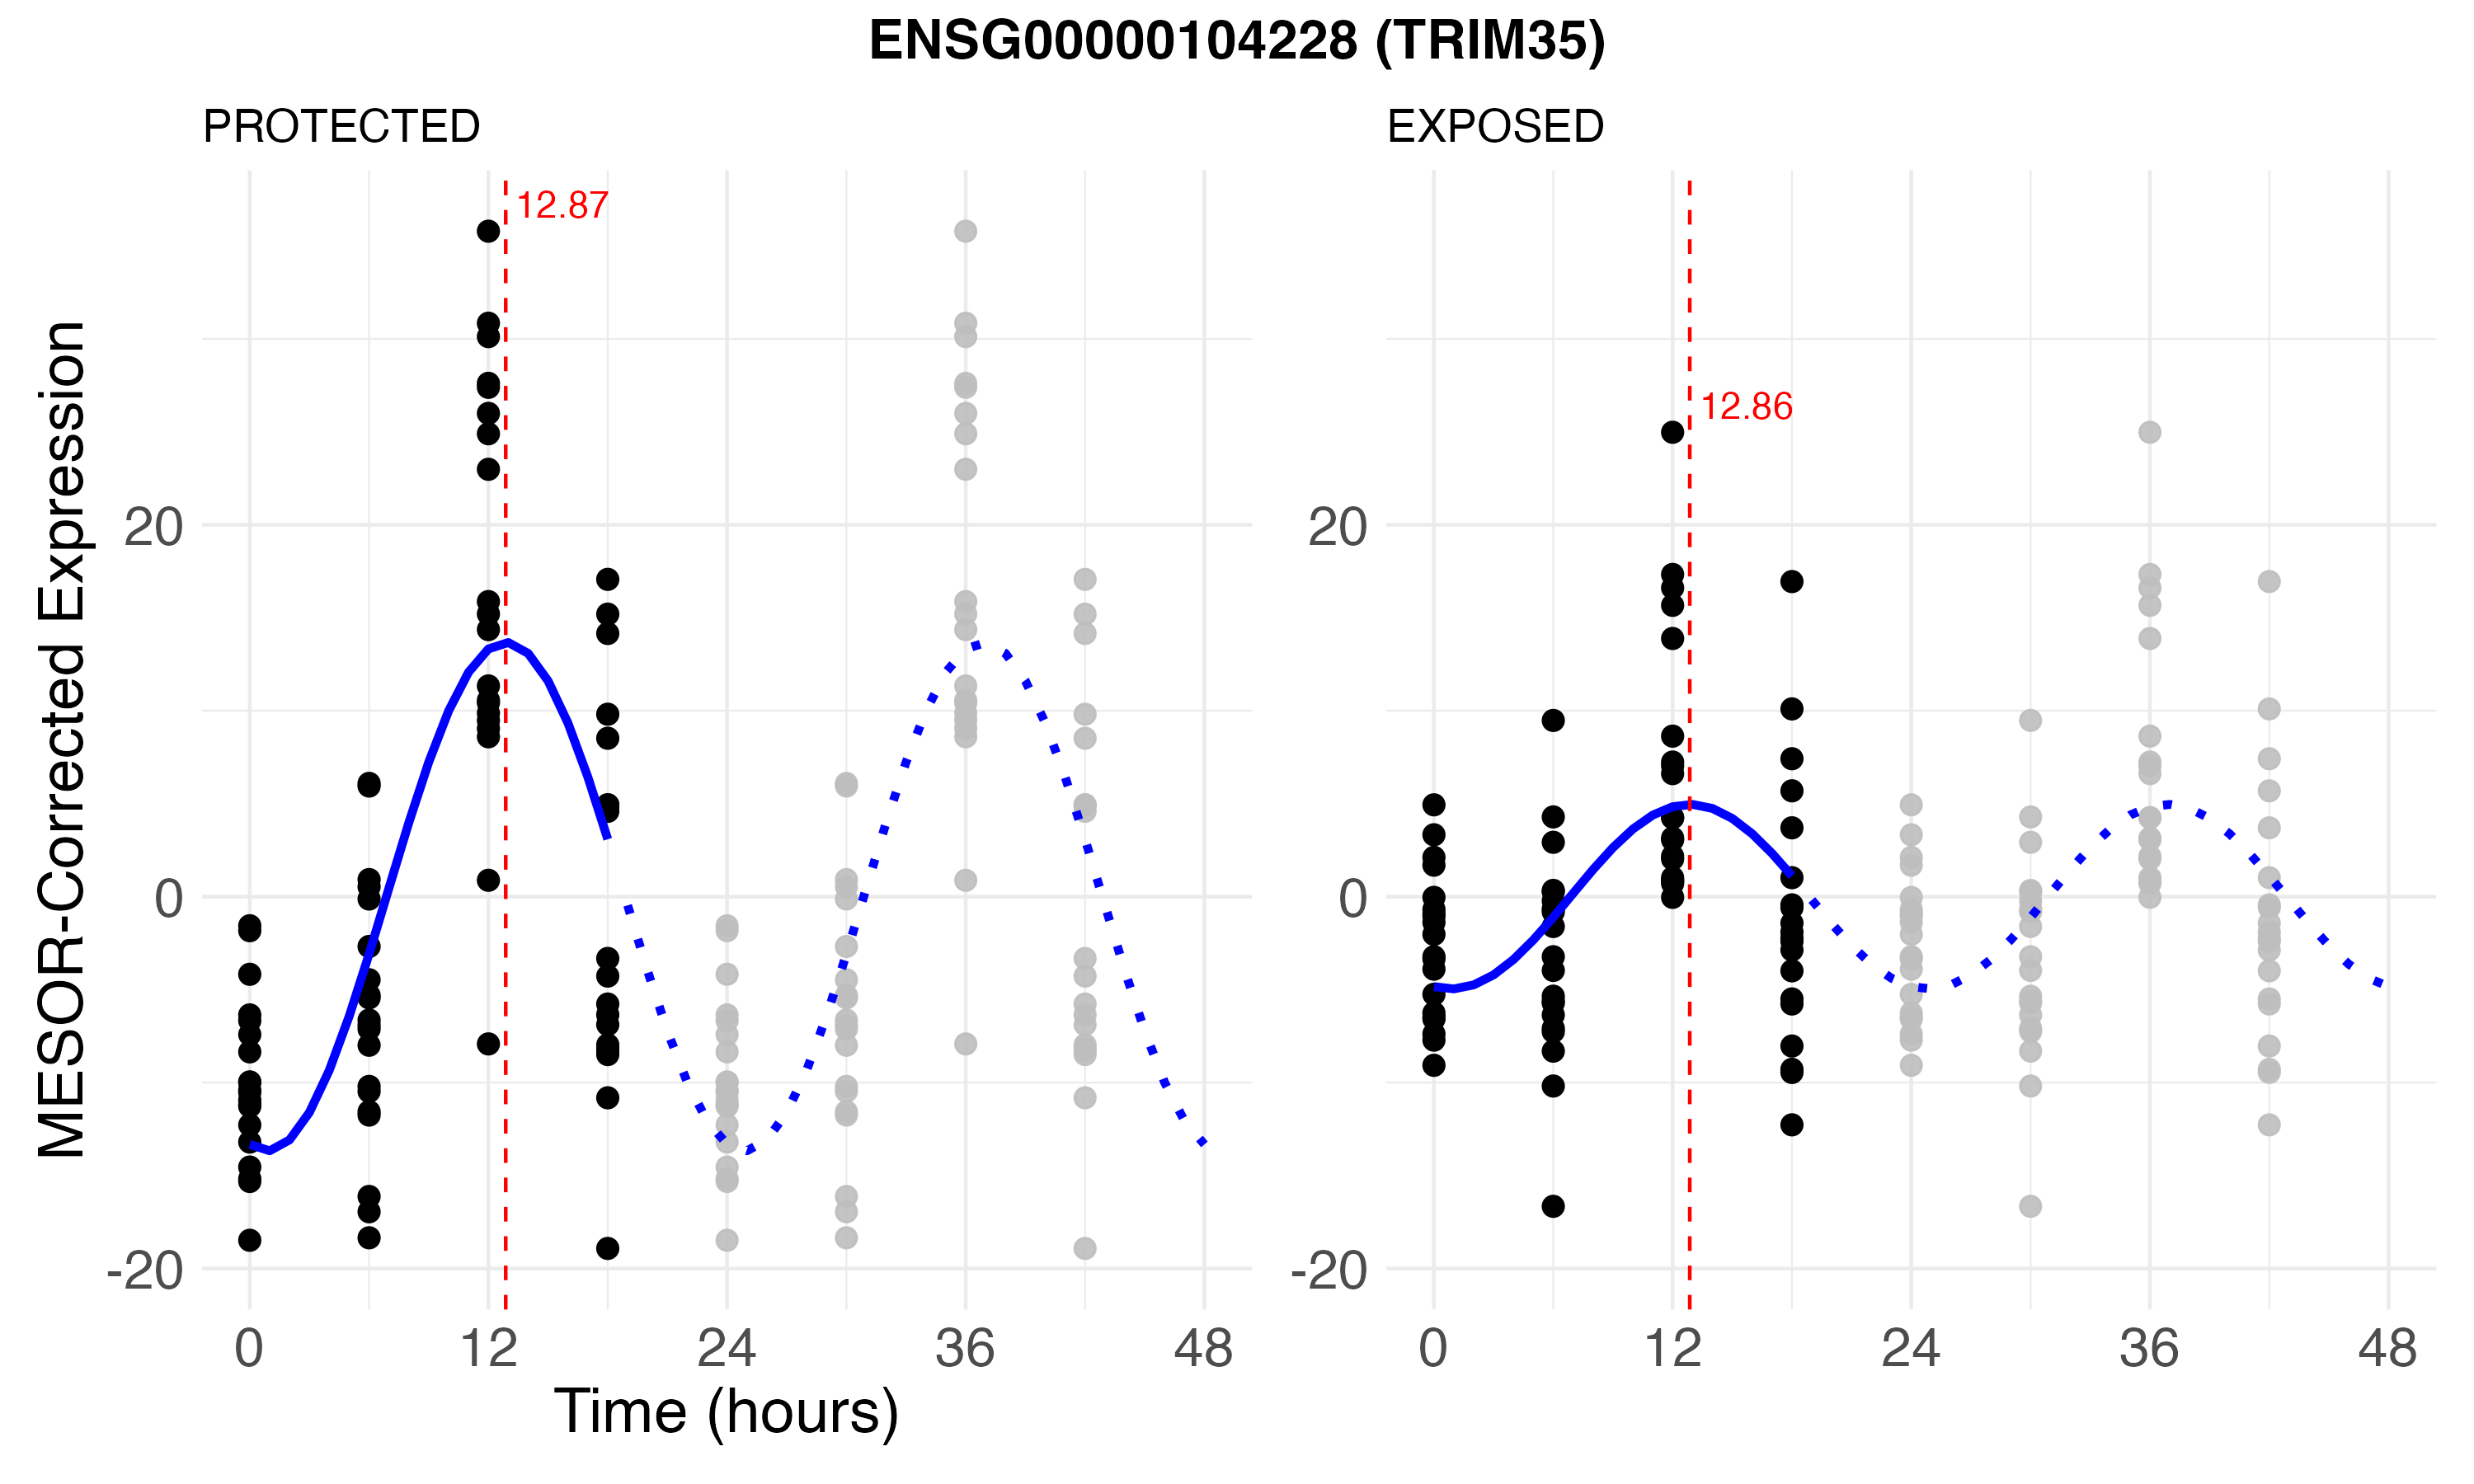 ENSG00000104228 (TRIM35)
PROTECTED
EXPOSED
MESOR-Corrected Expression
12.87
12.86
20
0
-20
20
0
-20
0 12 24 36 48
0 12 24 36 48
Time (hours)